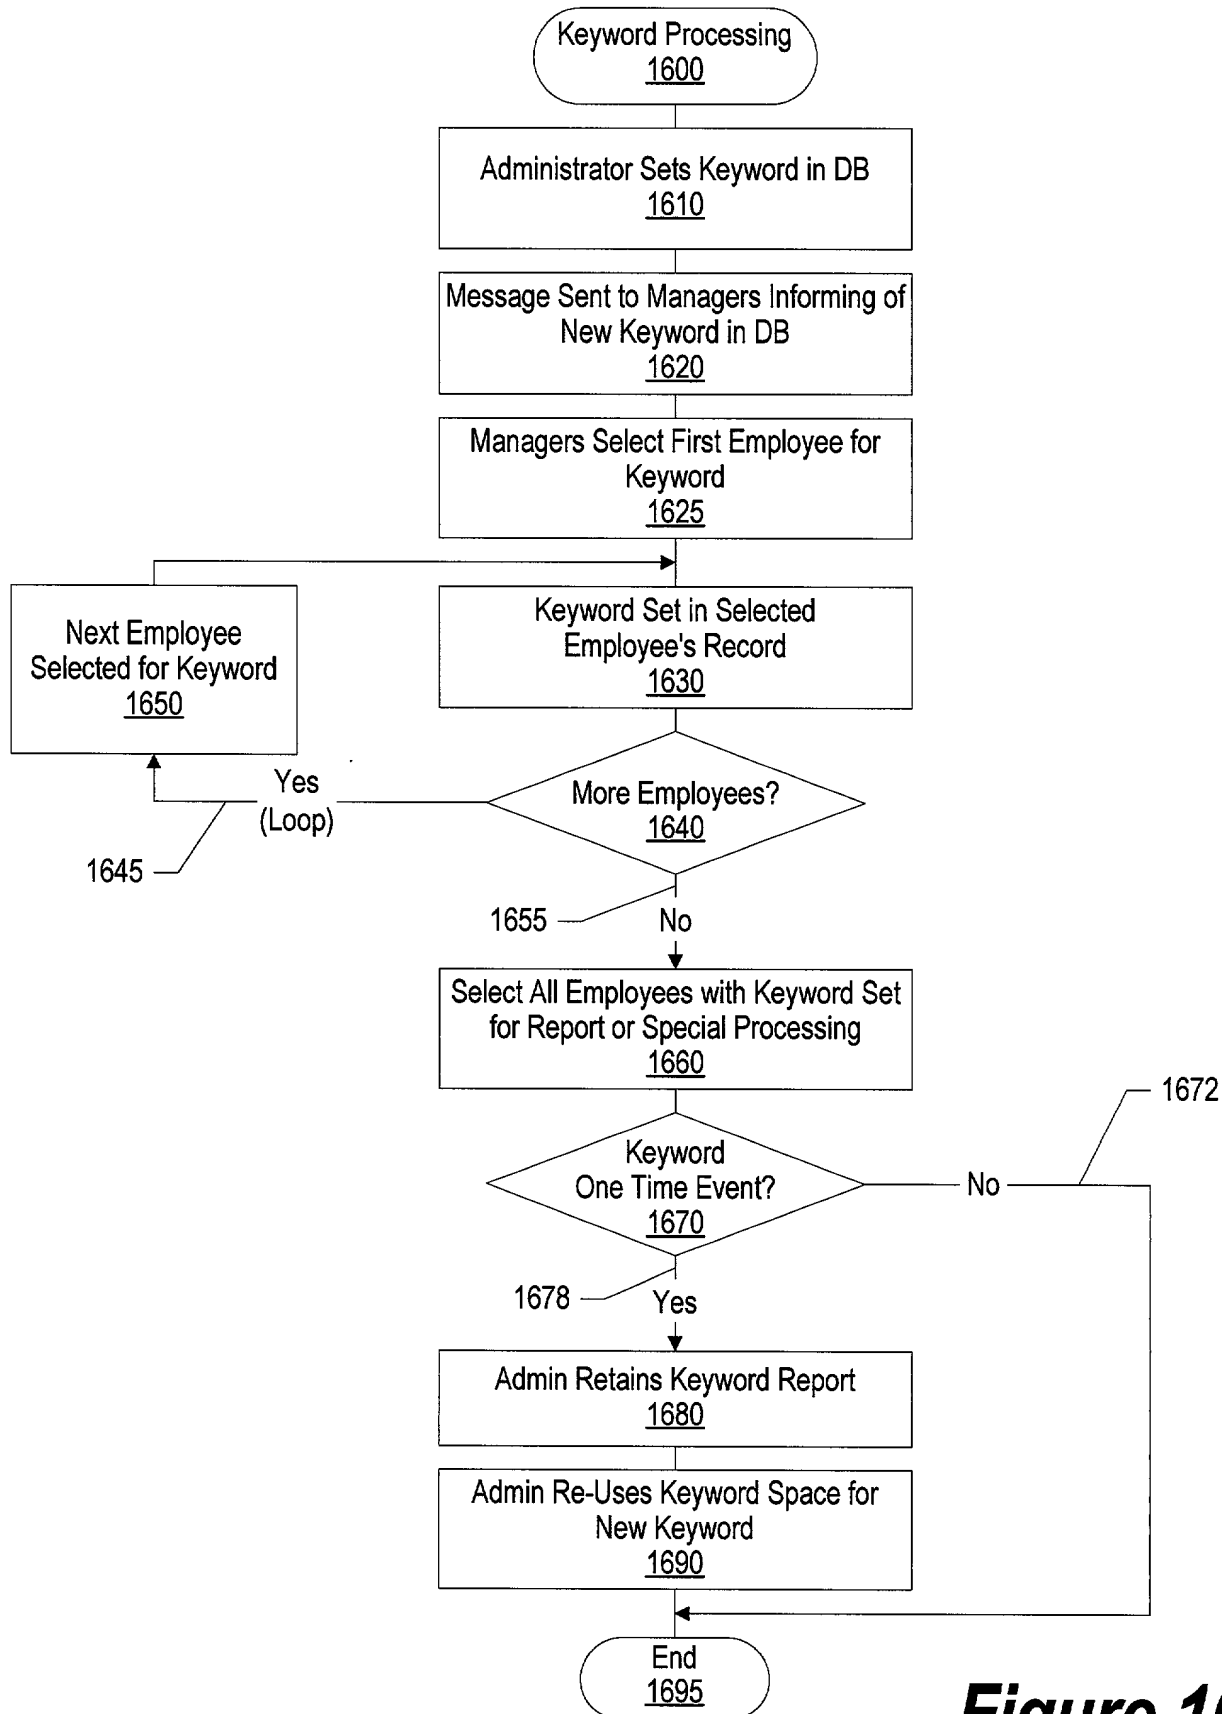 Keyword Processing
1600
Administrator Sets Keyword in DB
1610
Message Sent to Managers Informing of
New Keyword in DB
1620
Managers Select First Employee for
Keyword
1625
Next Employee
Selected for Keyword
1650
Keyword Set in Selected
Employee's Record
1630
Yes
(Loop)
1645
More Employees?
1640
1655
No
Select All Employees with Keyword Set
for Report or Special Processing
1660
1672
Keyword
One Time Event?
1670
No
1678
Yes
Admin Retains Keyword Report
1680
Admin Re-Uses Keyword Space for
New Keyword
1690
End
1695
Figure